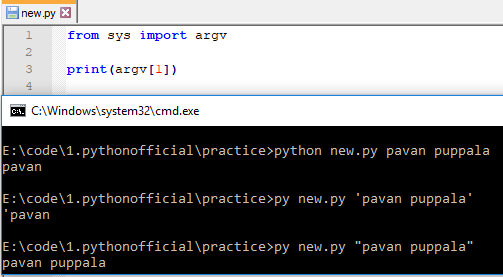 new.py
1 from sys import argv
2
3 print(argv[1])
4
C:\Windows\system32\cmd.exe
E:\code\1.pythonofficial\practice>python new.py pavan puppala
pavan
E:\code\1.pythonofficial\practice>py new.py 'pavan puppala'
'pavan
E:\code\1.pythonofficial\practice>py new.py "pavan puppala"
pavan puppala